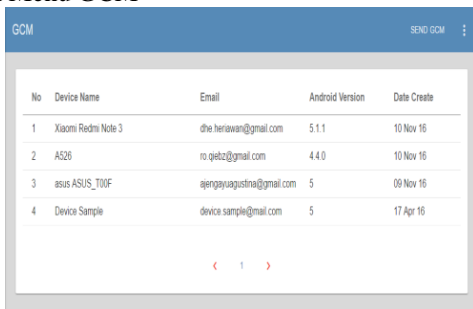 Menu GCM
GCM SEND GCM
No Device Name Email Android Version Date Create
1 Xiaomi Redmi Note 3 dhe.heriawan@gmail.com 5.1.1 10 Nov 16
2 A526 ro.qiebz@gmail.com 4.4.0 10 Nov 16
3 asus ASUS_T00F ajengayuagustina@gmail.com 5 09 Nov 16
4 Device Sample device.sample@mail.com 5 17 Apr 16
1